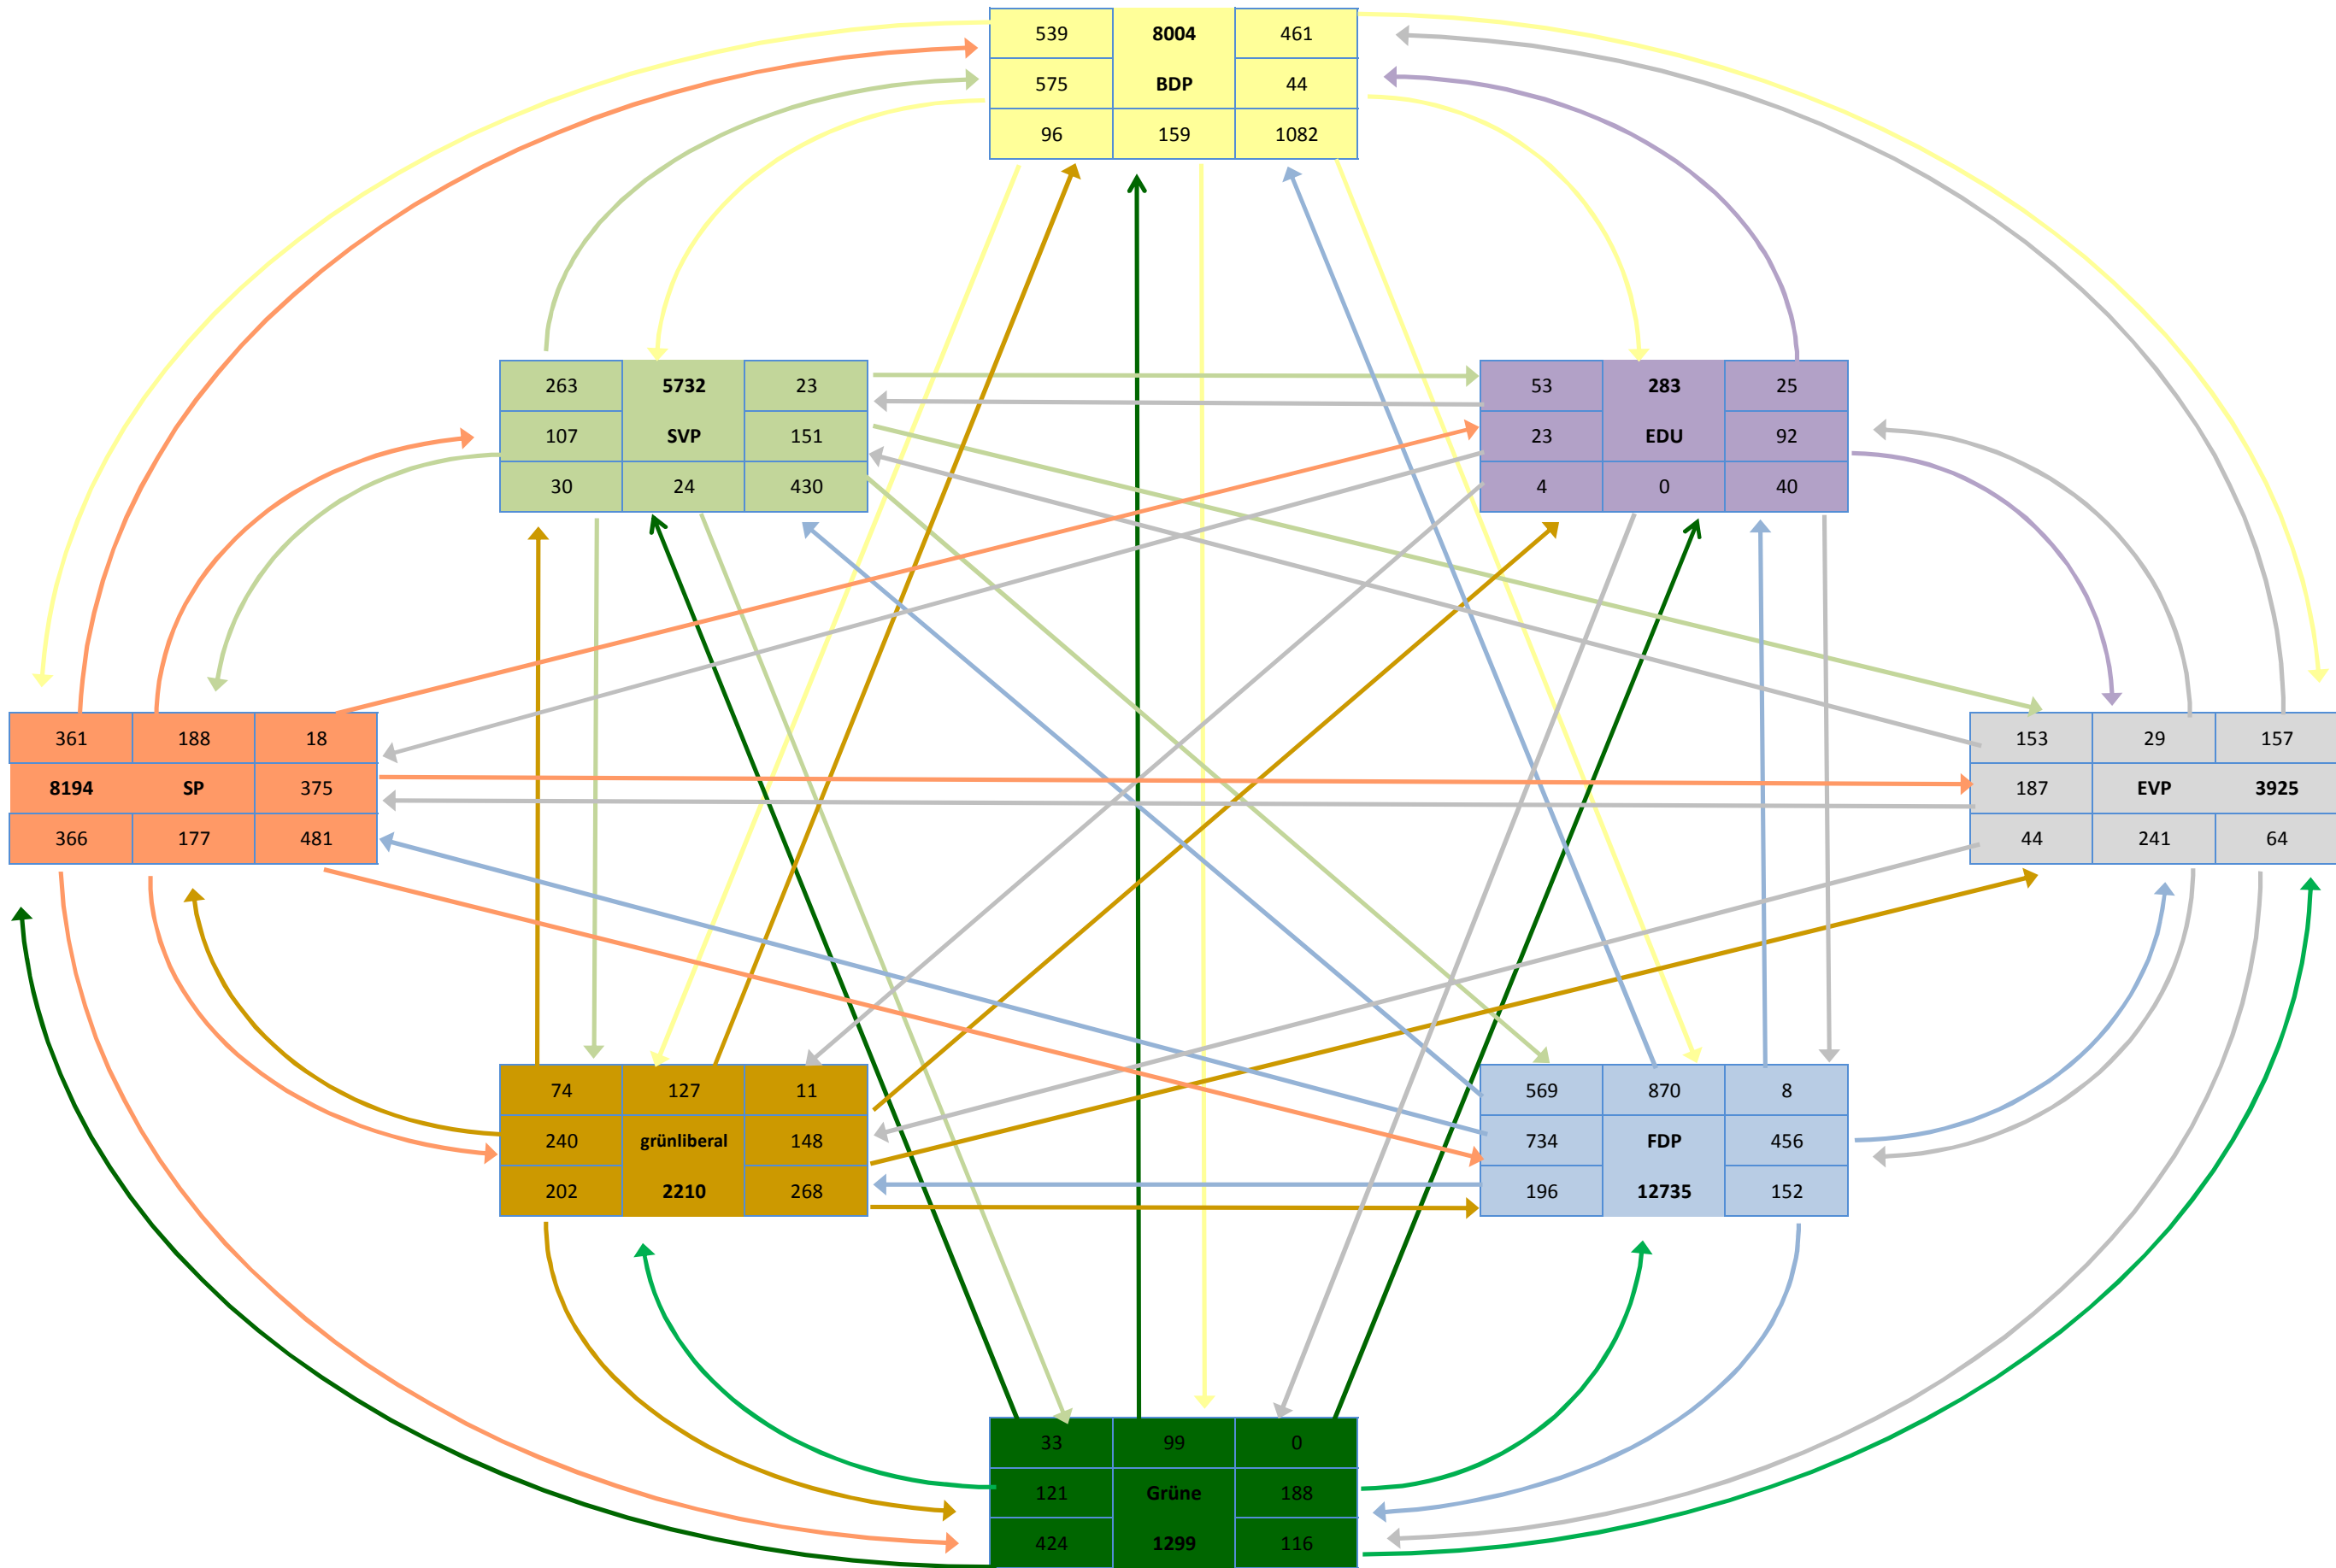 539 8004 461
575 BDP 44
96 159 1082
263 5732 23
107 SVP 151
30 24 430
53 283 25
23 EDU 92
4 0 40
361 188 18
8194 SP 375
366 177 481
153 29 157
187 EVP 3925
44 241 64
74 127 11
240 grünliberal 148
202 2210 268
569 870 8
734 FDP 456
196 12735 152
33 99 0
121 Grüne 188
424 1299 116